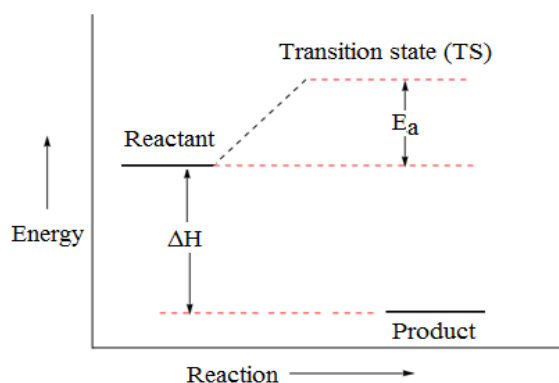 Transition state (TS)
Ea
Reactant
Energy
ΔH
Product
Reaction